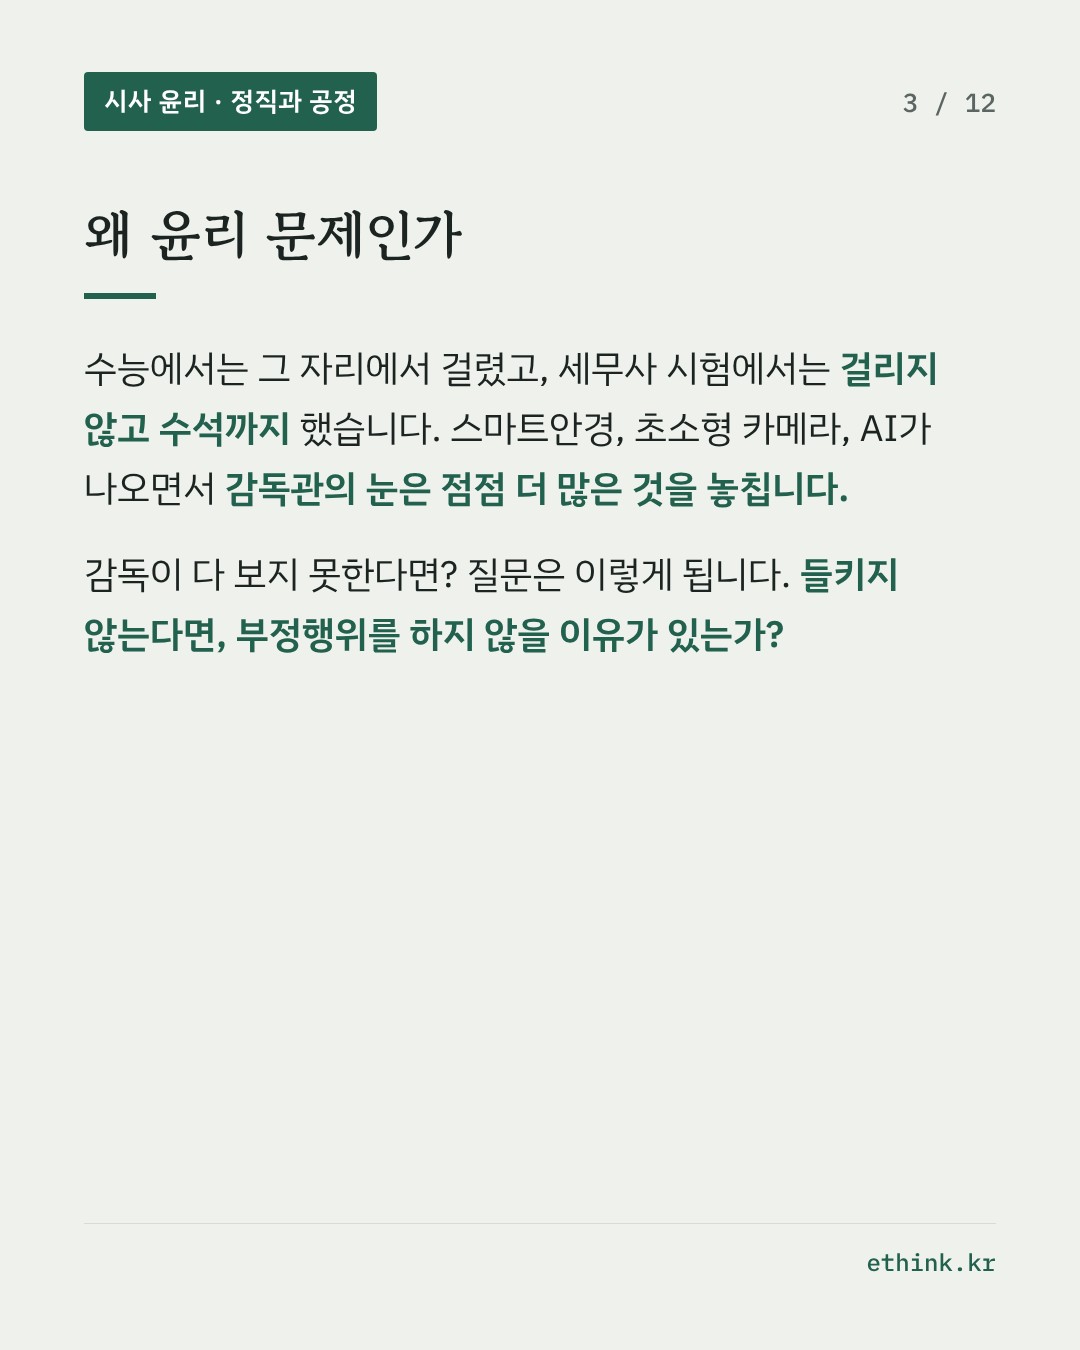 시사 윤리 · 정직과 공정
3 / 12
왜 윤리 문제인가
수능에서는 그 자리에서 걸렸고, 세무사 시험에서는 걸리지
않고 수석까지 했습니다. 스마트안경, 초소형 카메라, AI가
나오면서 감독관의 눈은 점점 더 많은 것을 놓칩니다.
감독이 다 보지 못한다면? 질문은 이렇게 됩니다. 들키지
않는다면, 부정행위를 하지 않을 이유가 있는가?
ethink.kr